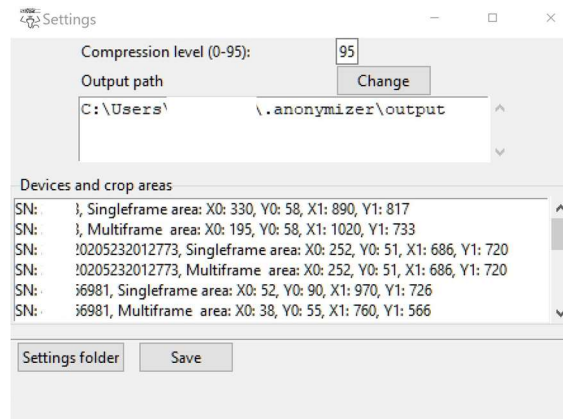 Settings
Compression level (0-95): 95
Output path Change
C:\Users\ \.anonymizer\output
Devices and crop areas
SN: 3, Singleframe area: X0: 330, Y0: 58, X1: 890, Y1: 817
SN: 3, Multiframe area: X0: 195, Y0: 58, X1: 1020, Y1: 733
SN: 20205232012773, Singleframe area: X0: 252, Y0: 51, X1: 686, Y1: 720
SN: 20205232012773, Multiframe area: X0: 252, Y0: 51, X1: 686, Y1: 720
SN: 56981, Singleframe area: X0: 52, Y0: 90, X1: 970, Y1: 726
SN: 56981, Multiframe area: X0: 38, Y0: 55, X1: 760, Y1: 566
Settings folder Save